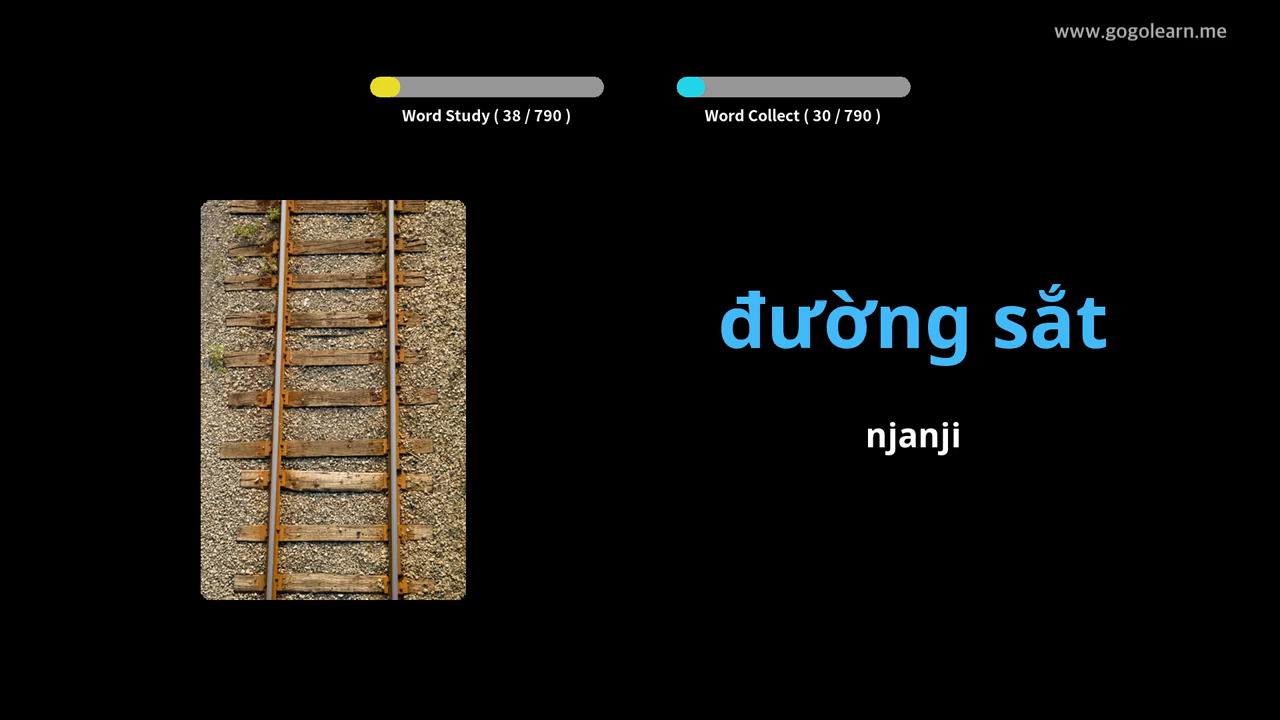 www.gogolearn.me
Word Study ( 38 / 790 )
Word Collect ( 30 / 790 )
đường sắt
njanji